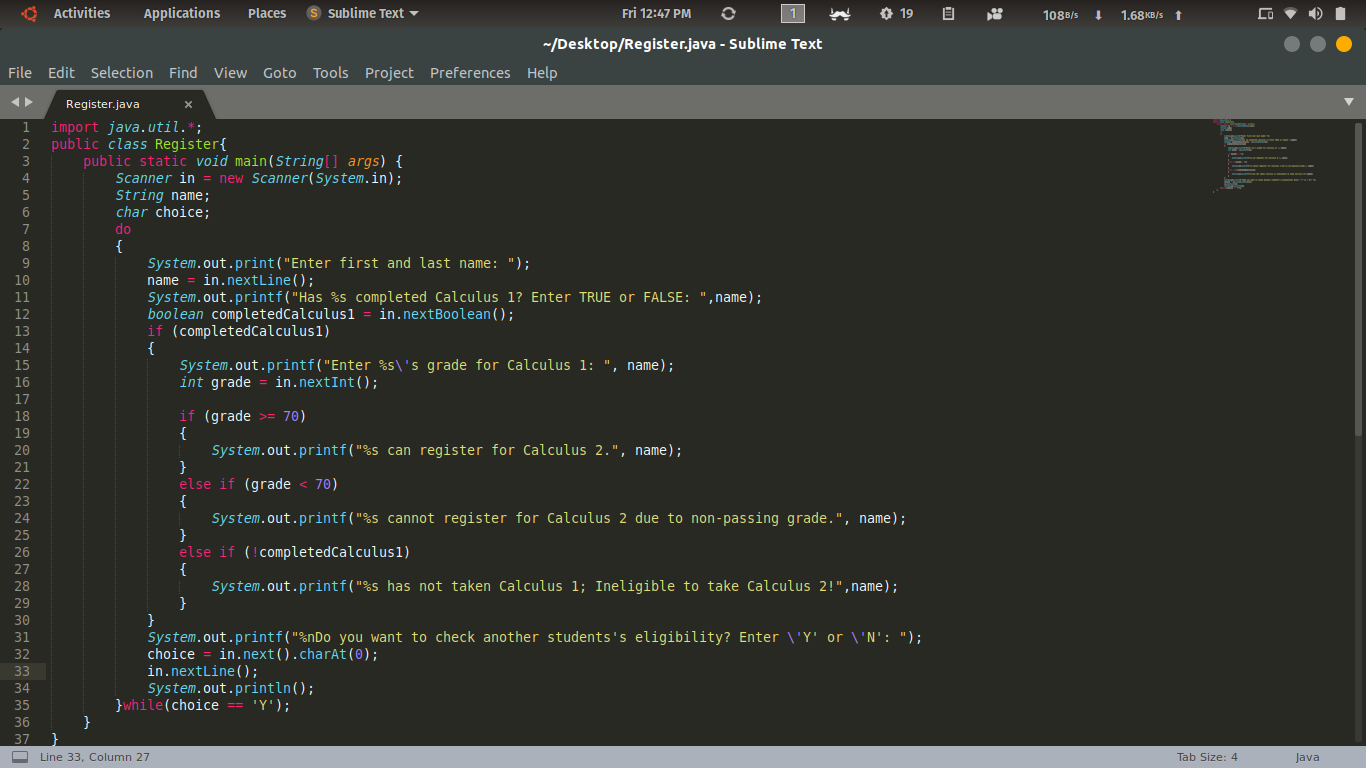 Activities Applications Places Sublime Text Fri 12:47 PM 1 19 108B/s 1.68KB/s
~/Desktop/Register.java - Sublime Text
File Edit Selection Find View Goto Tools Project Preferences Help
Register.java ×
1 import java.util.*;
2 public class Register{
3 public static void main(String[] args) {
4 Scanner in = new Scanner(System.in);
5 String name;
6 char choice;
7 do
8 {
9 System.out.print("Enter first and last name: ");
10 name = in.nextLine();
11 System.out.printf("Has %s completed Calculus 1? Enter TRUE or FALSE: ",name);
12 boolean completedCalculus1 = in.nextBoolean();
13 if (completedCalculus1)
14 {
15 System.out.printf("Enter %s\'s grade for Calculus 1: ", name);
16 int grade = in.nextInt();
17
18 if (grade >= 70)
19 {
20 System.out.printf("%s can register for Calculus 2.", name);
21 }
22 else if (grade < 70)
23 {
24 System.out.printf("%s cannot register for Calculus 2 due to non-passing grade.", name);
25 }
26 else if (!completedCalculus1)
27 {
28 System.out.printf("%s has not taken Calculus 1; Ineligible to take Calculus 2!",name);
29 }
30 }
31 System.out.printf("%nDo you want to check another students's eligibility? Enter \'Y' or \'N': ");
32 choice = in.next().charAt(0);
33 in.nextLine();
34 System.out.println();
35 }while(choice == 'Y');
36 }
37 }
Line 33, Column 27 Tab Size: 4 Java